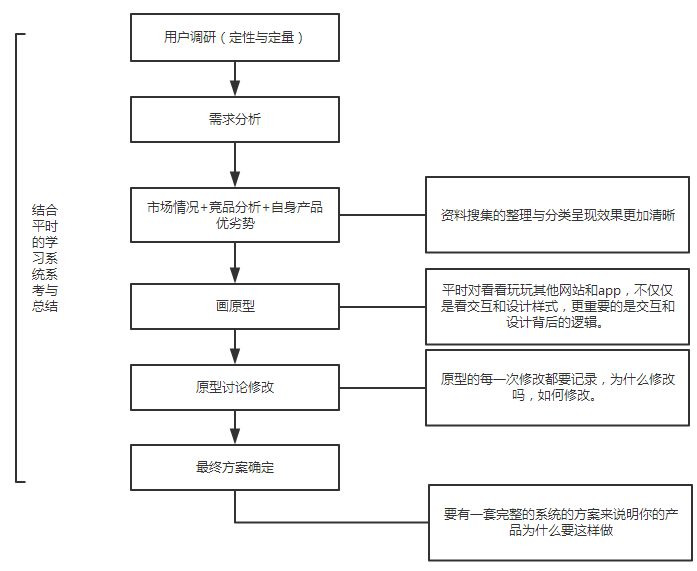 用户调研（定性与定量）
需求分析
市场情况+竞品分析+自身产品
优劣势
资料搜集的整理与分类呈现效果更加清晰
结合
平时
的学
习系
统系
考与
总结
画原型
平时对看看玩玩其他网站和app，不仅仅
是看交互和设计样式，更重要的是交互和
设计背后的逻辑。
原型讨论修改
原型的每一次修改都要记录，为什么修改
吗，如何修改。
最终方案确定
要有一套完整的系统的方案来说明你的产
品为什么要这样做